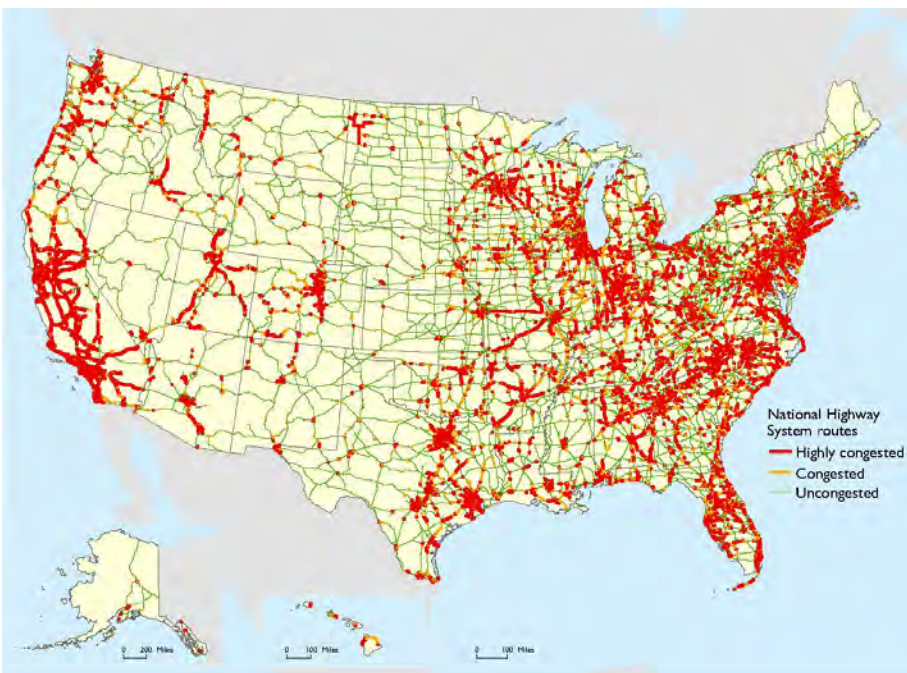 National Highway
System routes
Highly congested
Congested
Uncongested
0 200 Miles
0 100 Miles
0 100 Miles